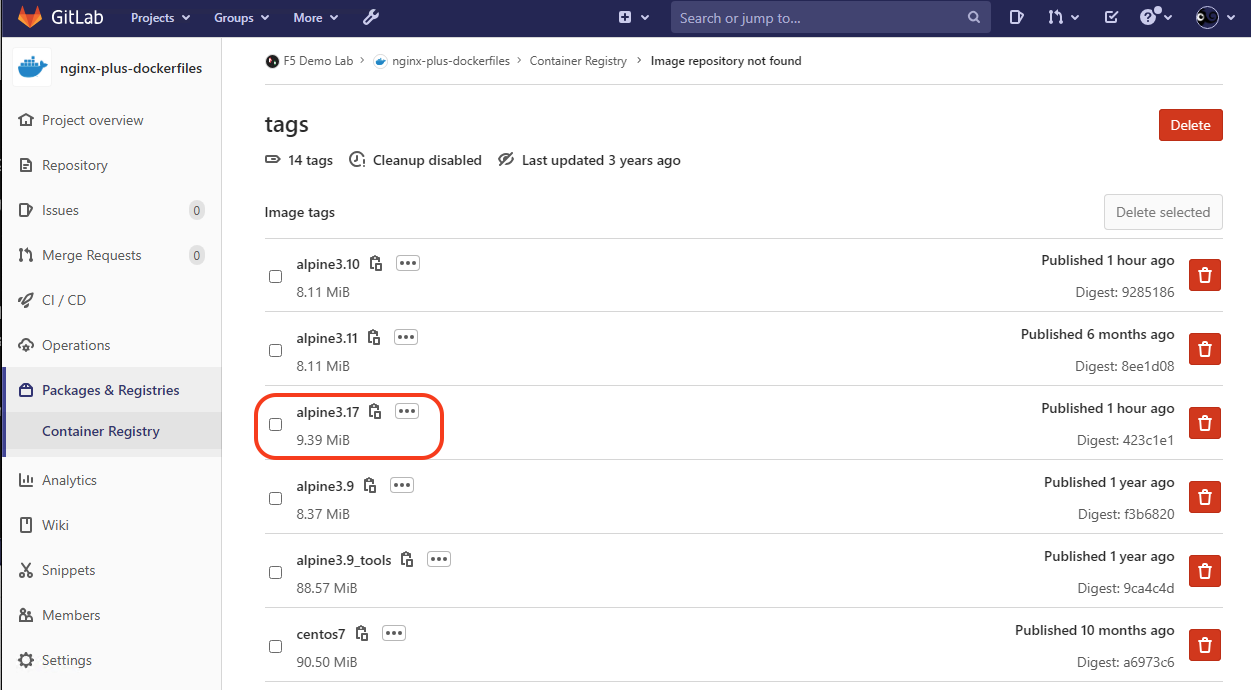 GitLab Projects Groups More Search or jump to...
nginx-plus-dockerfiles
Project overview
Repository
Issues 0
Merge Requests 0
CI / CD
Operations
Packages & Registries
Container Registry
Analytics
Wiki
Snippets
Members
Settings
F5 Demo Lab › nginx-plus-dockerfiles › Container Registry › Image repository not found
tags
Delete
14 tags Cleanup disabled Last updated 3 years ago
Image tags
Delete selected
alpine3.10 Published 1 hour ago
8.11 MiB Digest: 9285186
alpine3.11 Published 6 months ago
8.11 MiB Digest: 8ee1d08
alpine3.17 Published 1 hour ago
9.39 MiB Digest: 423c1e1
alpine3.9 Published 1 year ago
8.37 MiB Digest: f3b6820
alpine3.9_tools Published 1 year ago
88.57 MiB Digest: 9ca4c4d
centos7 Published 10 months ago
90.50 MiB Digest: a6973c6